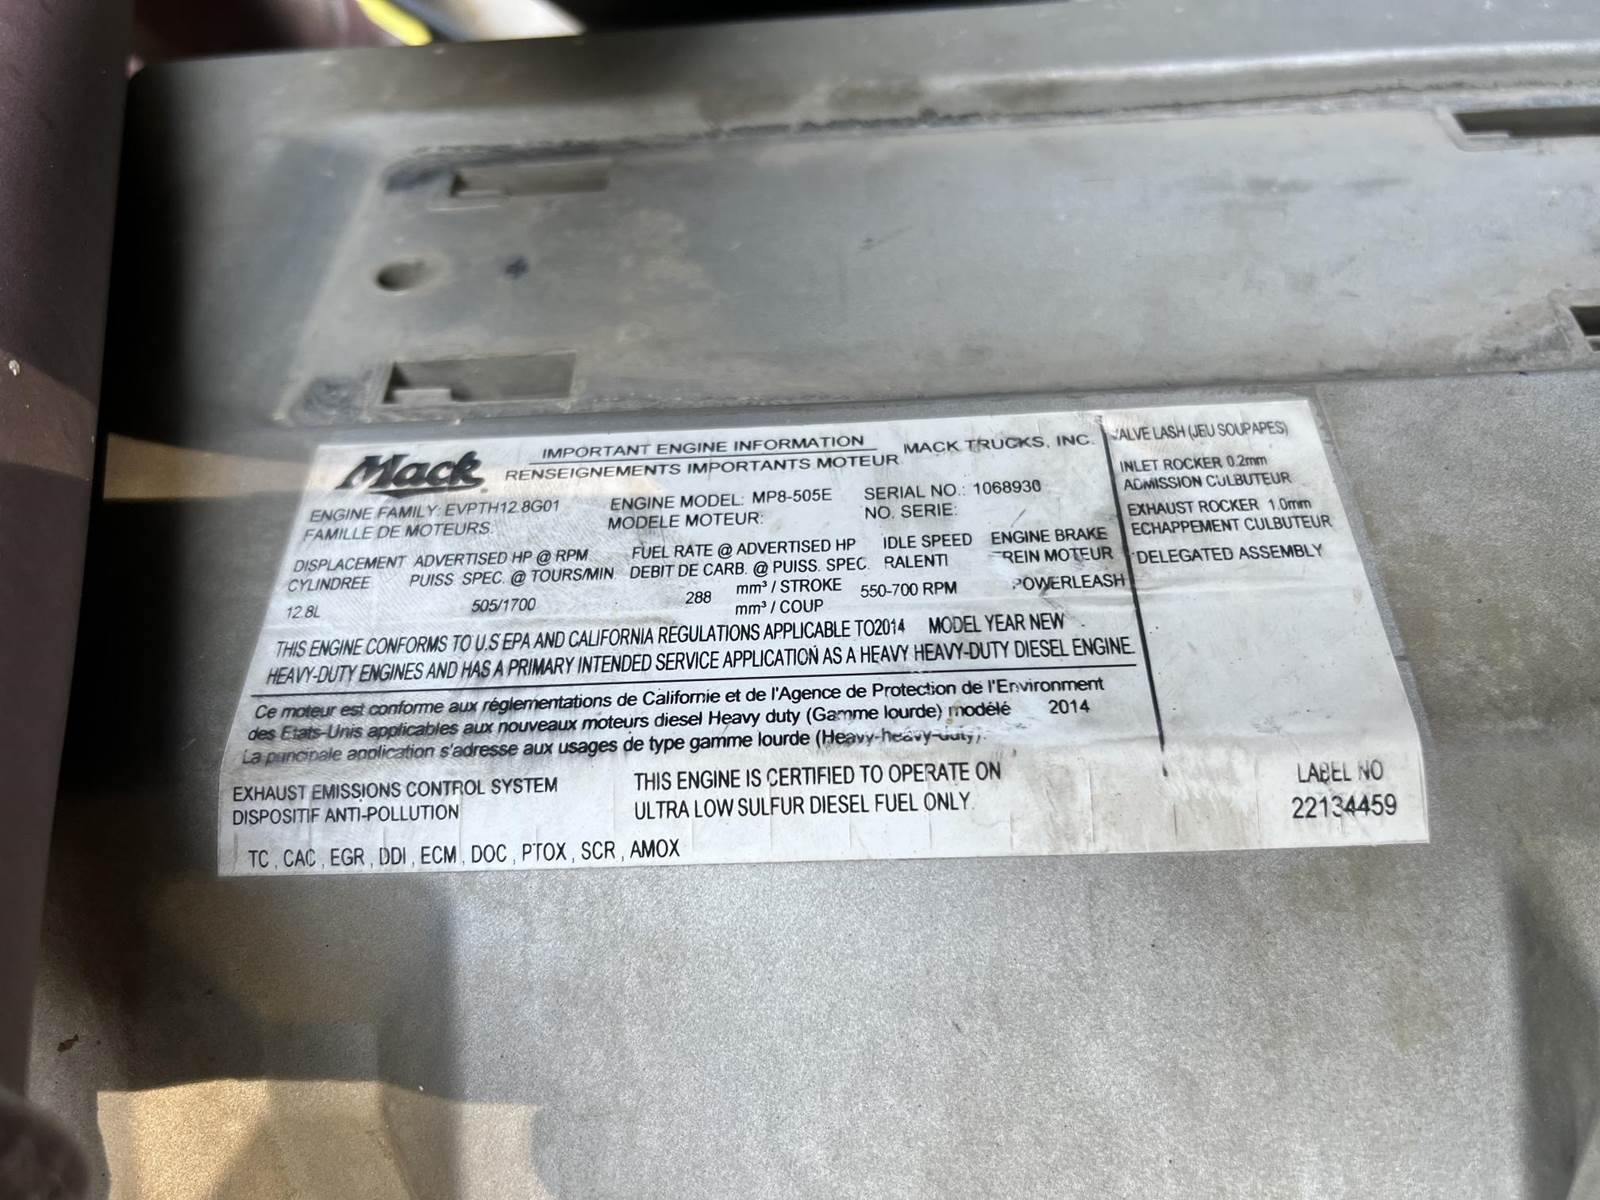 Mack
IMPORTANT ENGINE INFORMATION MACK TRUCKS, INC.
RENSEIGNEMENTS IMPORTANTS MOTEUR
ENGINE FAMILY: EVPTH12.8G01 ENGINE MODEL: MP8-505E SERIAL NO.: 1068930
FAMILLE DE MOTEURS: MODELE MOTEUR: NO. SERIE:
DISPLACEMENT ADVERTISED HP @ RPM FUEL RATE @ ADVERTISED HP IDLE SPEED ENGINE BRAKE
CYLINDREE PUISS SPEC. @ TOURS/MIN. DEBIT DE CARB. @ PUISS. SPEC. RALENTI FREIN MOTEUR
12.8L 505/1700 288 mm³ / STROKE 550-700 RPM POWERLEASH
mm³ / COUP
THIS ENGINE CONFORMS TO U.S EPA AND CALIFORNIA REGULATIONS APPLICABLE TO2014 MODEL YEAR NEW
HEAVY-DUTY ENGINES AND HAS A PRIMARY INTENDED SERVICE APPLICATION AS A HEAVY HEAVY-DUTY DIESEL ENGINE.
Ce moteur est conforme aux réglementations de Californie et de l'Agence de Protection de l'Environment
des Etats-Unis applicables aux nouveaux moteurs diesel Heavy duty (Gamme lourde) modélé 2014
La principale application s'adresse aux usages de type gamme lourde (Heavy-heavy-duty).
EXHAUST EMISSIONS CONTROL SYSTEM
DISPOSITIF ANTI-POLLUTION
THIS ENGINE IS CERTIFIED TO OPERATE ON
ULTRA LOW SULFUR DIESEL FUEL ONLY.
TC , CAC , EGR , DDI , ECM , DOC , PTOX , SCR , AMOX
VALVE LASH (JEU SOUPAPES)
INLET ROCKER 0.2mm
ADMISSION CULBUTEUR
EXHAUST ROCKER 1.0mm
ECHAPPEMENT CULBUTEUR
DELEGATED ASSEMBLY
LABEL NO
22134459